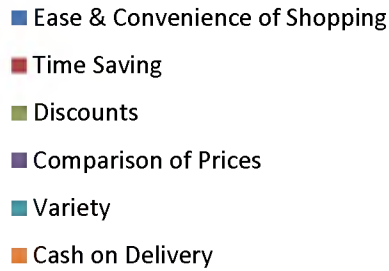 Ease & Convenience of Shopping
Time Saving
Discounts
Comparison of Prices
Variety
Cash on Delivery